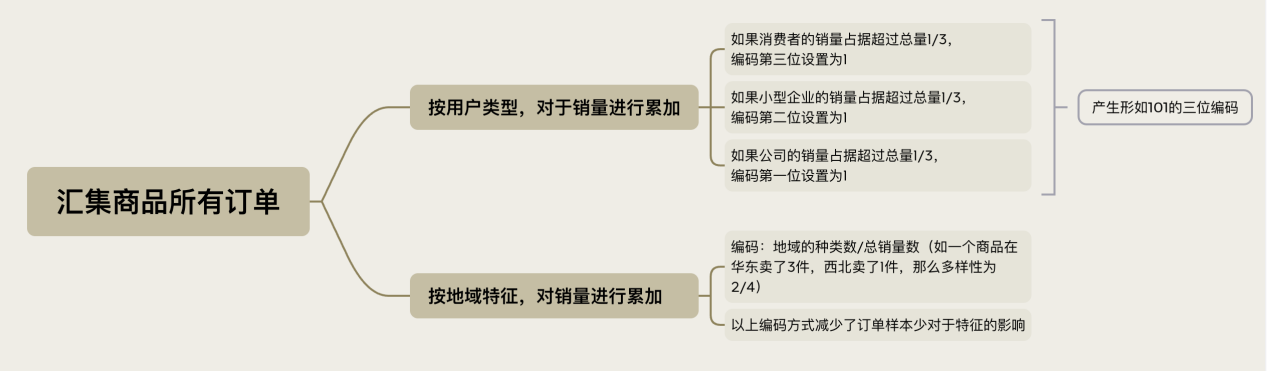 汇集商品所有订单
按用户类型，对于销量进行累加
如果消费者的销量占据超过总量1/3，
编码第三位设置为1
如果小型企业的销量占据超过总量1/3，
编码第二位设置为1
如果公司的销量占据超过总量1/3，
编码第一位设置为1
产生形如101的三位编码
按地域特征，对销量进行累加
编码：地域的种类数/总销量数（如一个商品在
华东卖了3件，西北卖了1件，那么多样性为
2/4）
以上编码方式减少了订单样本少对于特征的影响